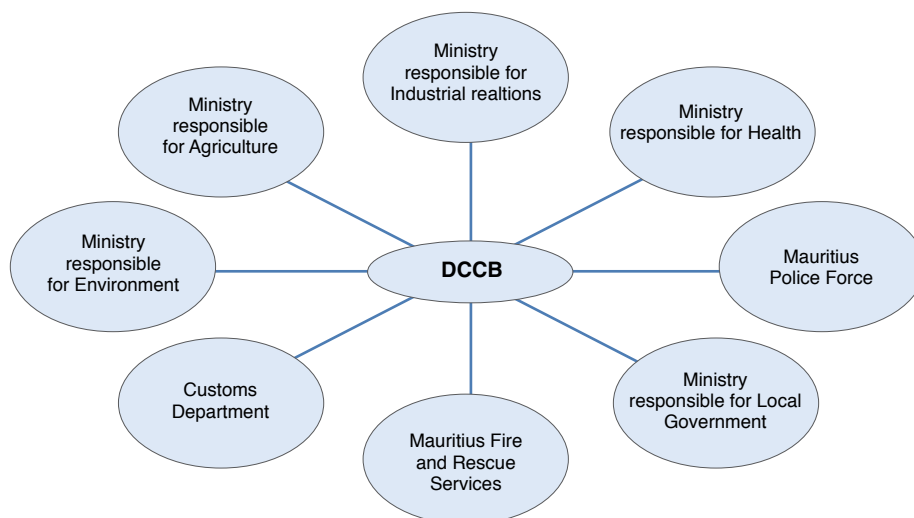 Ministry
responsible for
Industrial realtions
Ministry
responsible
for Agriculture
Ministry
responsible for Health
Ministry
responsible
for Environment
DCCB
Mauritius
Police Force
Customs
Department
Ministry
responsible for Local
Government
Mauritius Fire
and Rescue
Services